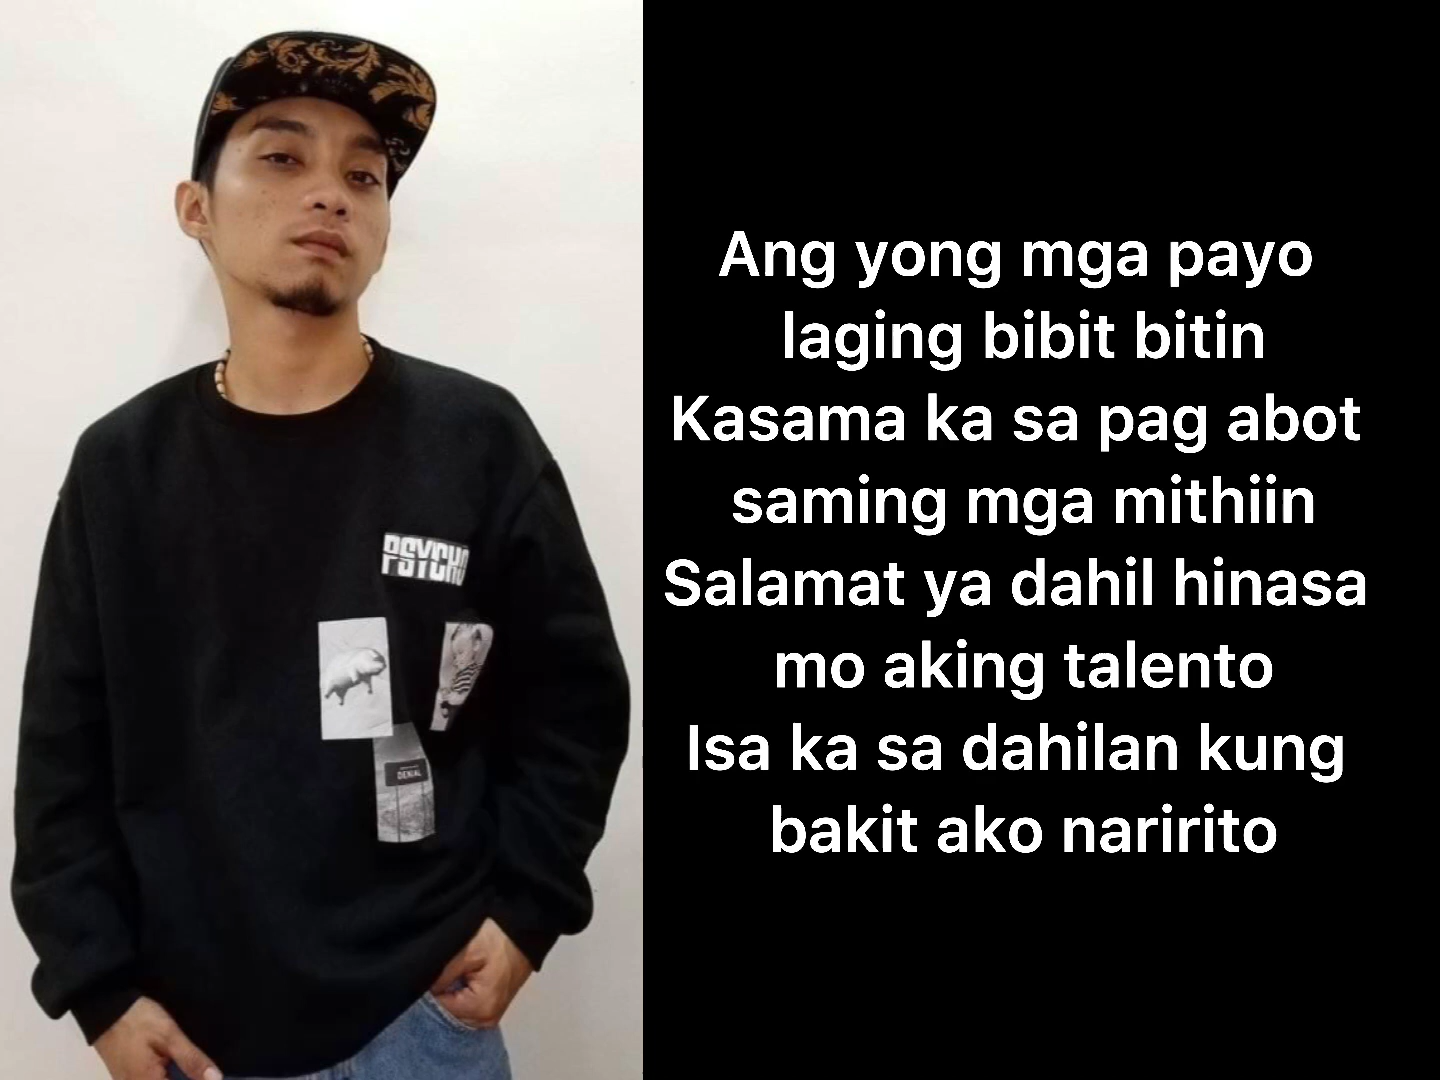 PSYCHO
DENIAL
Ang yong mga payo
laging bibit bitin
Kasama ka sa pag abot
saming mga mithiin
Salamat ya dahil hinasa
mo aking talento
Isa ka sa dahilan kung
bakit ako naririto